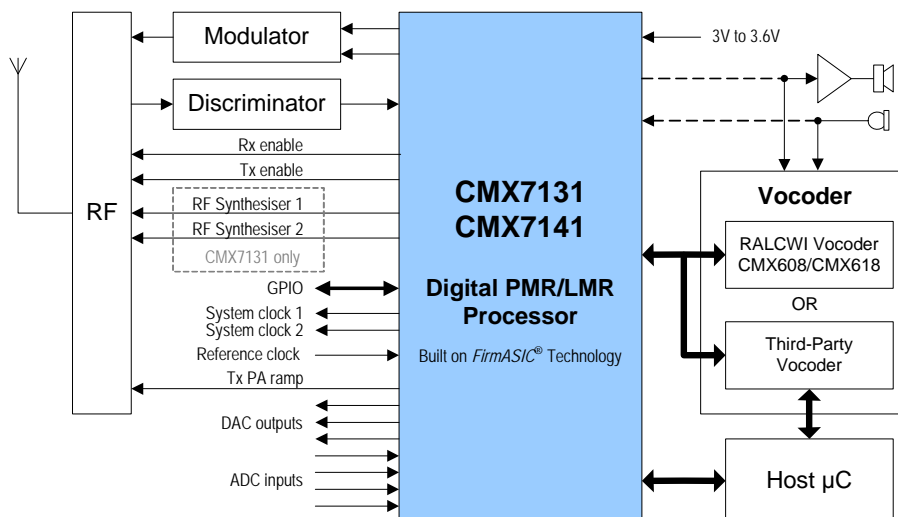 Modulator
Discriminator
Rx enable
Tx enable
RF
RF Synthesiser 1
RF Synthesiser 2
CMX7131 only
GPIO
System clock 1
System clock 2
Reference clock
Tx PA ramp
DAC outputs
ADC inputs
CMX7131
CMX7141
Digital PMR/LMR
Processor
Built on FirmASIC® Technology
3V to 3.6V
Vocoder
RALCWI Vocoder
CMX608/CMX618
OR
Third-Party
Vocoder
Host µC